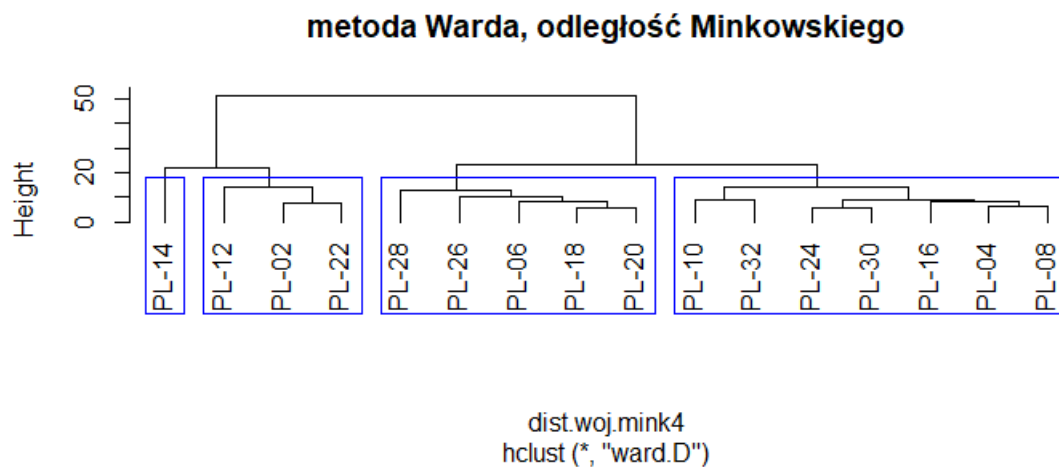 metoda Warda, odległość Minkowskiego
Height
50
20
0
PL-14
PL-12
PL-02
PL-22
PL-28
PL-26
PL-06
PL-18
PL-20
PL-10
PL-32
PL-24
PL-30
PL-16
PL-04
PL-08
dist.woj.mink4
hclust (*, "ward.D")